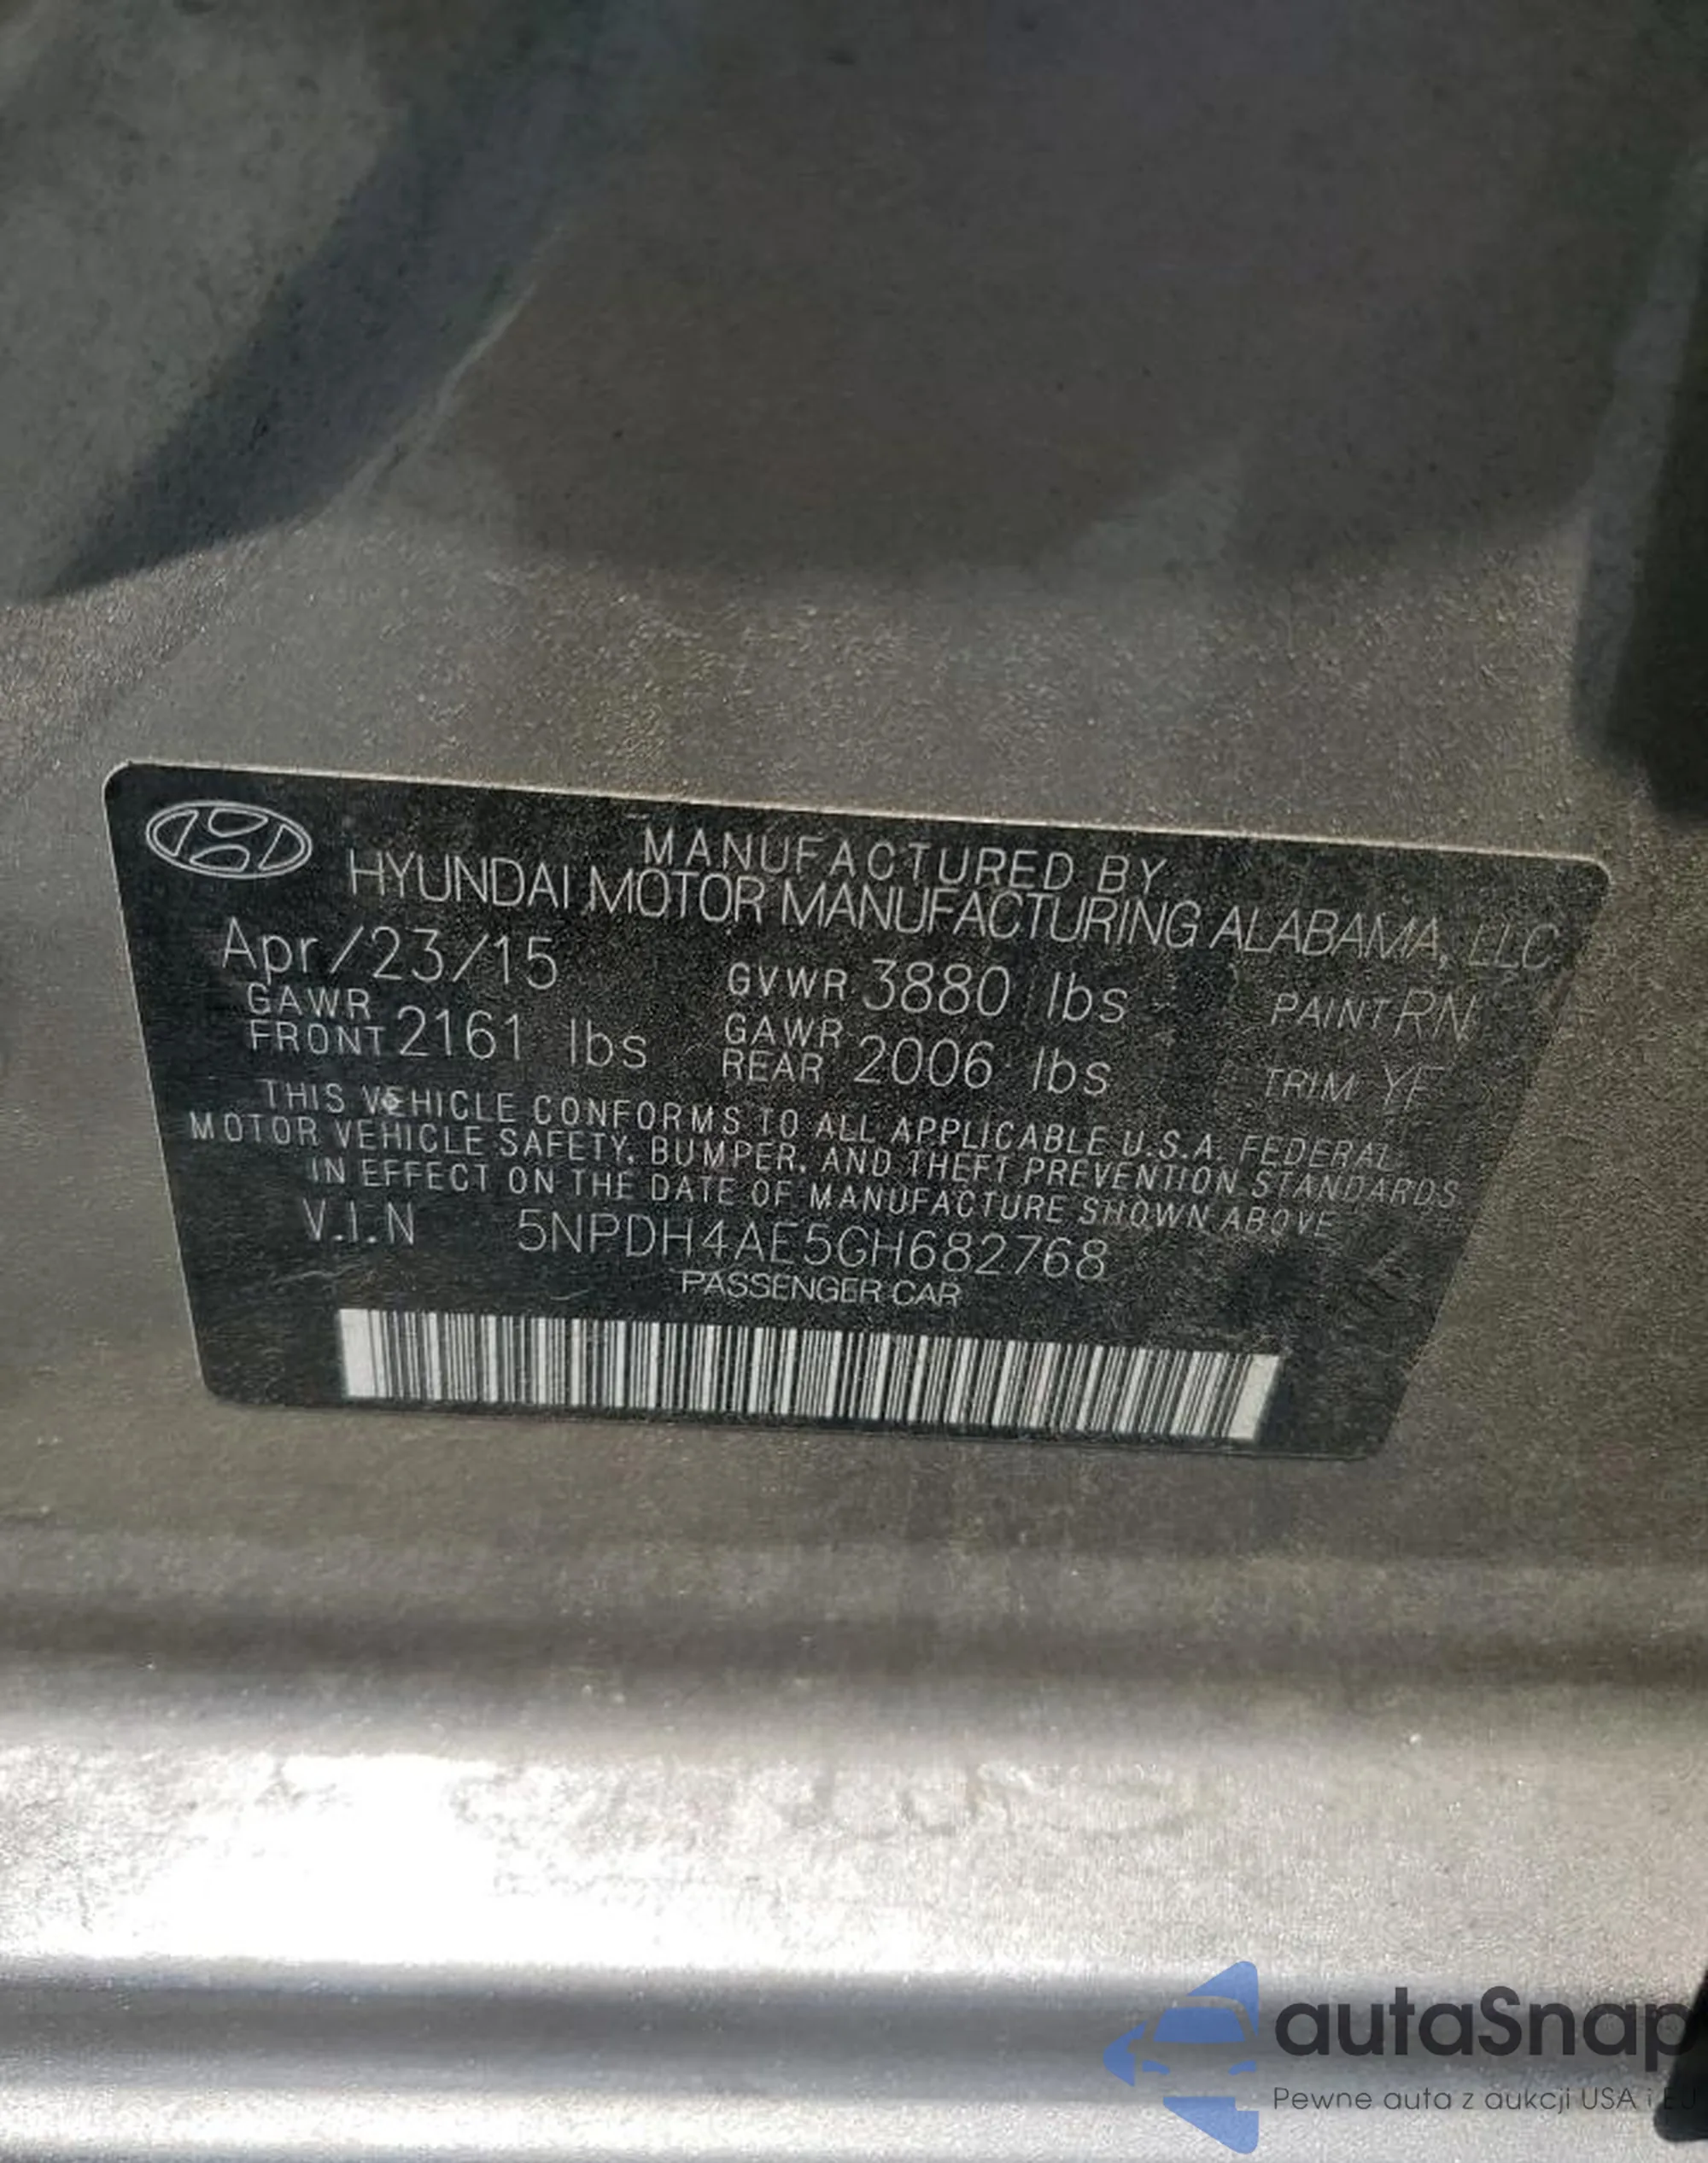 MANUFACTURED BY
HYUNDAI MOTOR MANUFACTURING ALABAMA, LLC
Apr/23/15 GVWR 3880 lbs PAINT RN
GAWR FRONT 2161 lbs GAWR REAR 2006 lbs TRIM YF
THIS VEHICLE CONFORMS TO ALL APPLICABLE U.S.A. FEDERAL
MOTOR VEHICLE SAFETY, BUMPER, AND THEFT PREVENTION STANDARDS
IN EFFECT ON THE DATE OF MANUFACTURE SHOWN ABOVE
V.I.N 5NPDH4AE5GH682768
PASSENGER CAR
autaSnap
Pewne auta z aukcji USA i EU